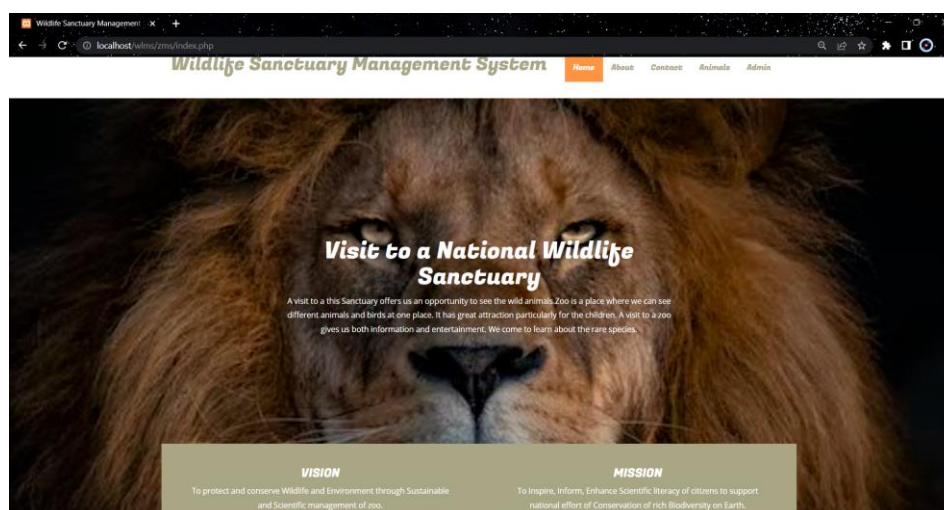 Wildlife Sanctuary Management
localhost/wlms/zms/index.php
Wildlife Sanctuary Management System
Home About Contact Animals Admin
Visit to a National Wildlife
Sanctuary
A visit to a this Sanctuary offers us an opportunity to see the wild animals.Zoo is a place where we can see
different animals and birds at one place. It has great attraction particularly for the children. A visit to a zoo
gives us both information and entertainment. We come to learn about the rare species.
VISION
To protect and conserve Wildlife and Environment through Sustainable
and Scientific management of zoo.
MISSION
To Inspire, Inform, Enhance Scientific literacy of citizens to support
national effort of Conservation of rich Biodiversity on Earth.